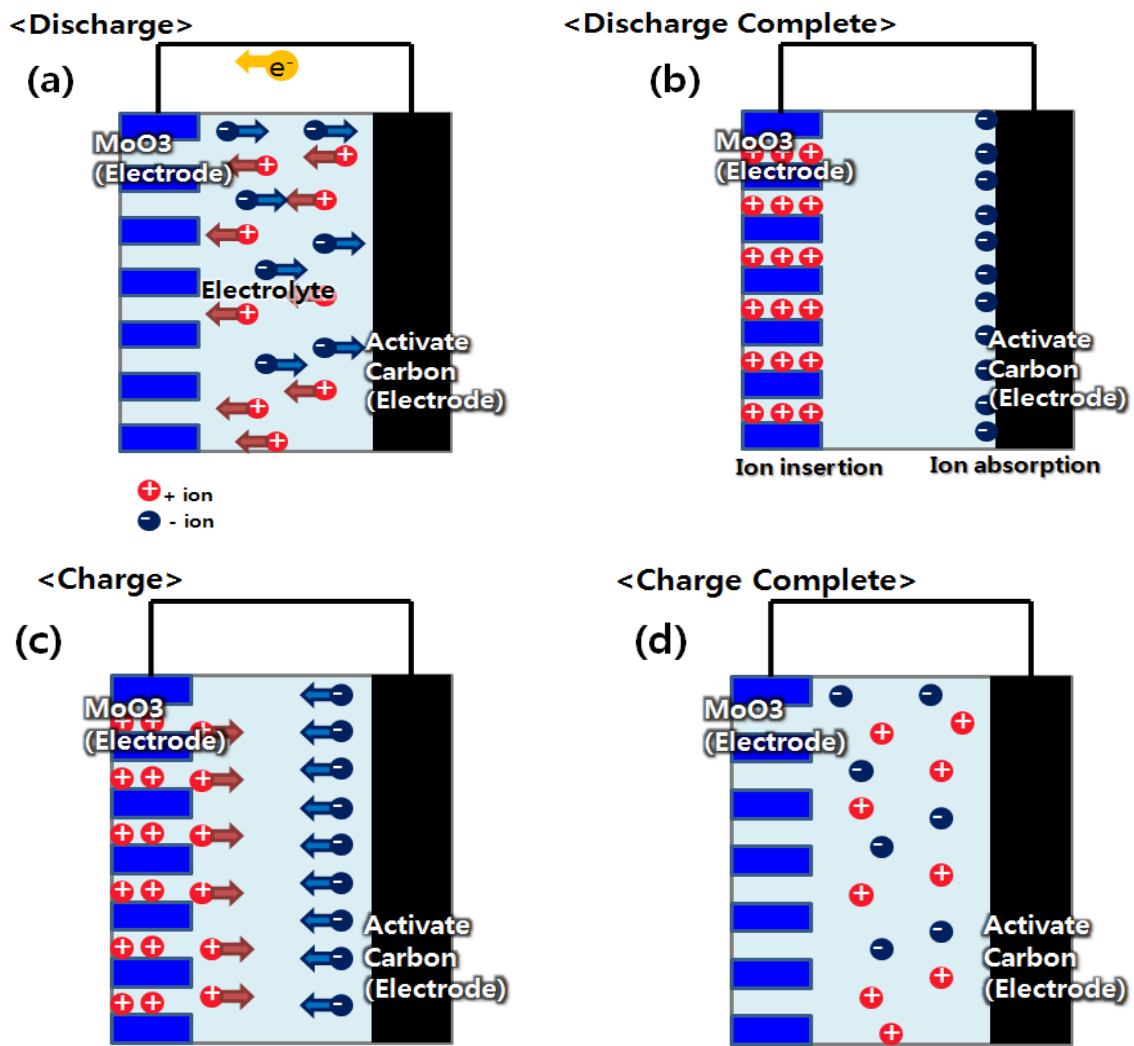 <Discharge>
(a)
e⁻
MoO3
(Electrode)
Electrolyte
Activate
Carbon
(Electrode)
+ ion
- ion
<Discharge Complete>
(b)
MoO3
(Electrode)
Activate
Carbon
(Electrode)
Ion insertion
Ion absorption
<Charge>
(c)
MoO3
(Electrode)
Activate
Carbon
(Electrode)
<Charge Complete>
(d)
MoO3
(Electrode)
Activate
Carbon
(Electrode)